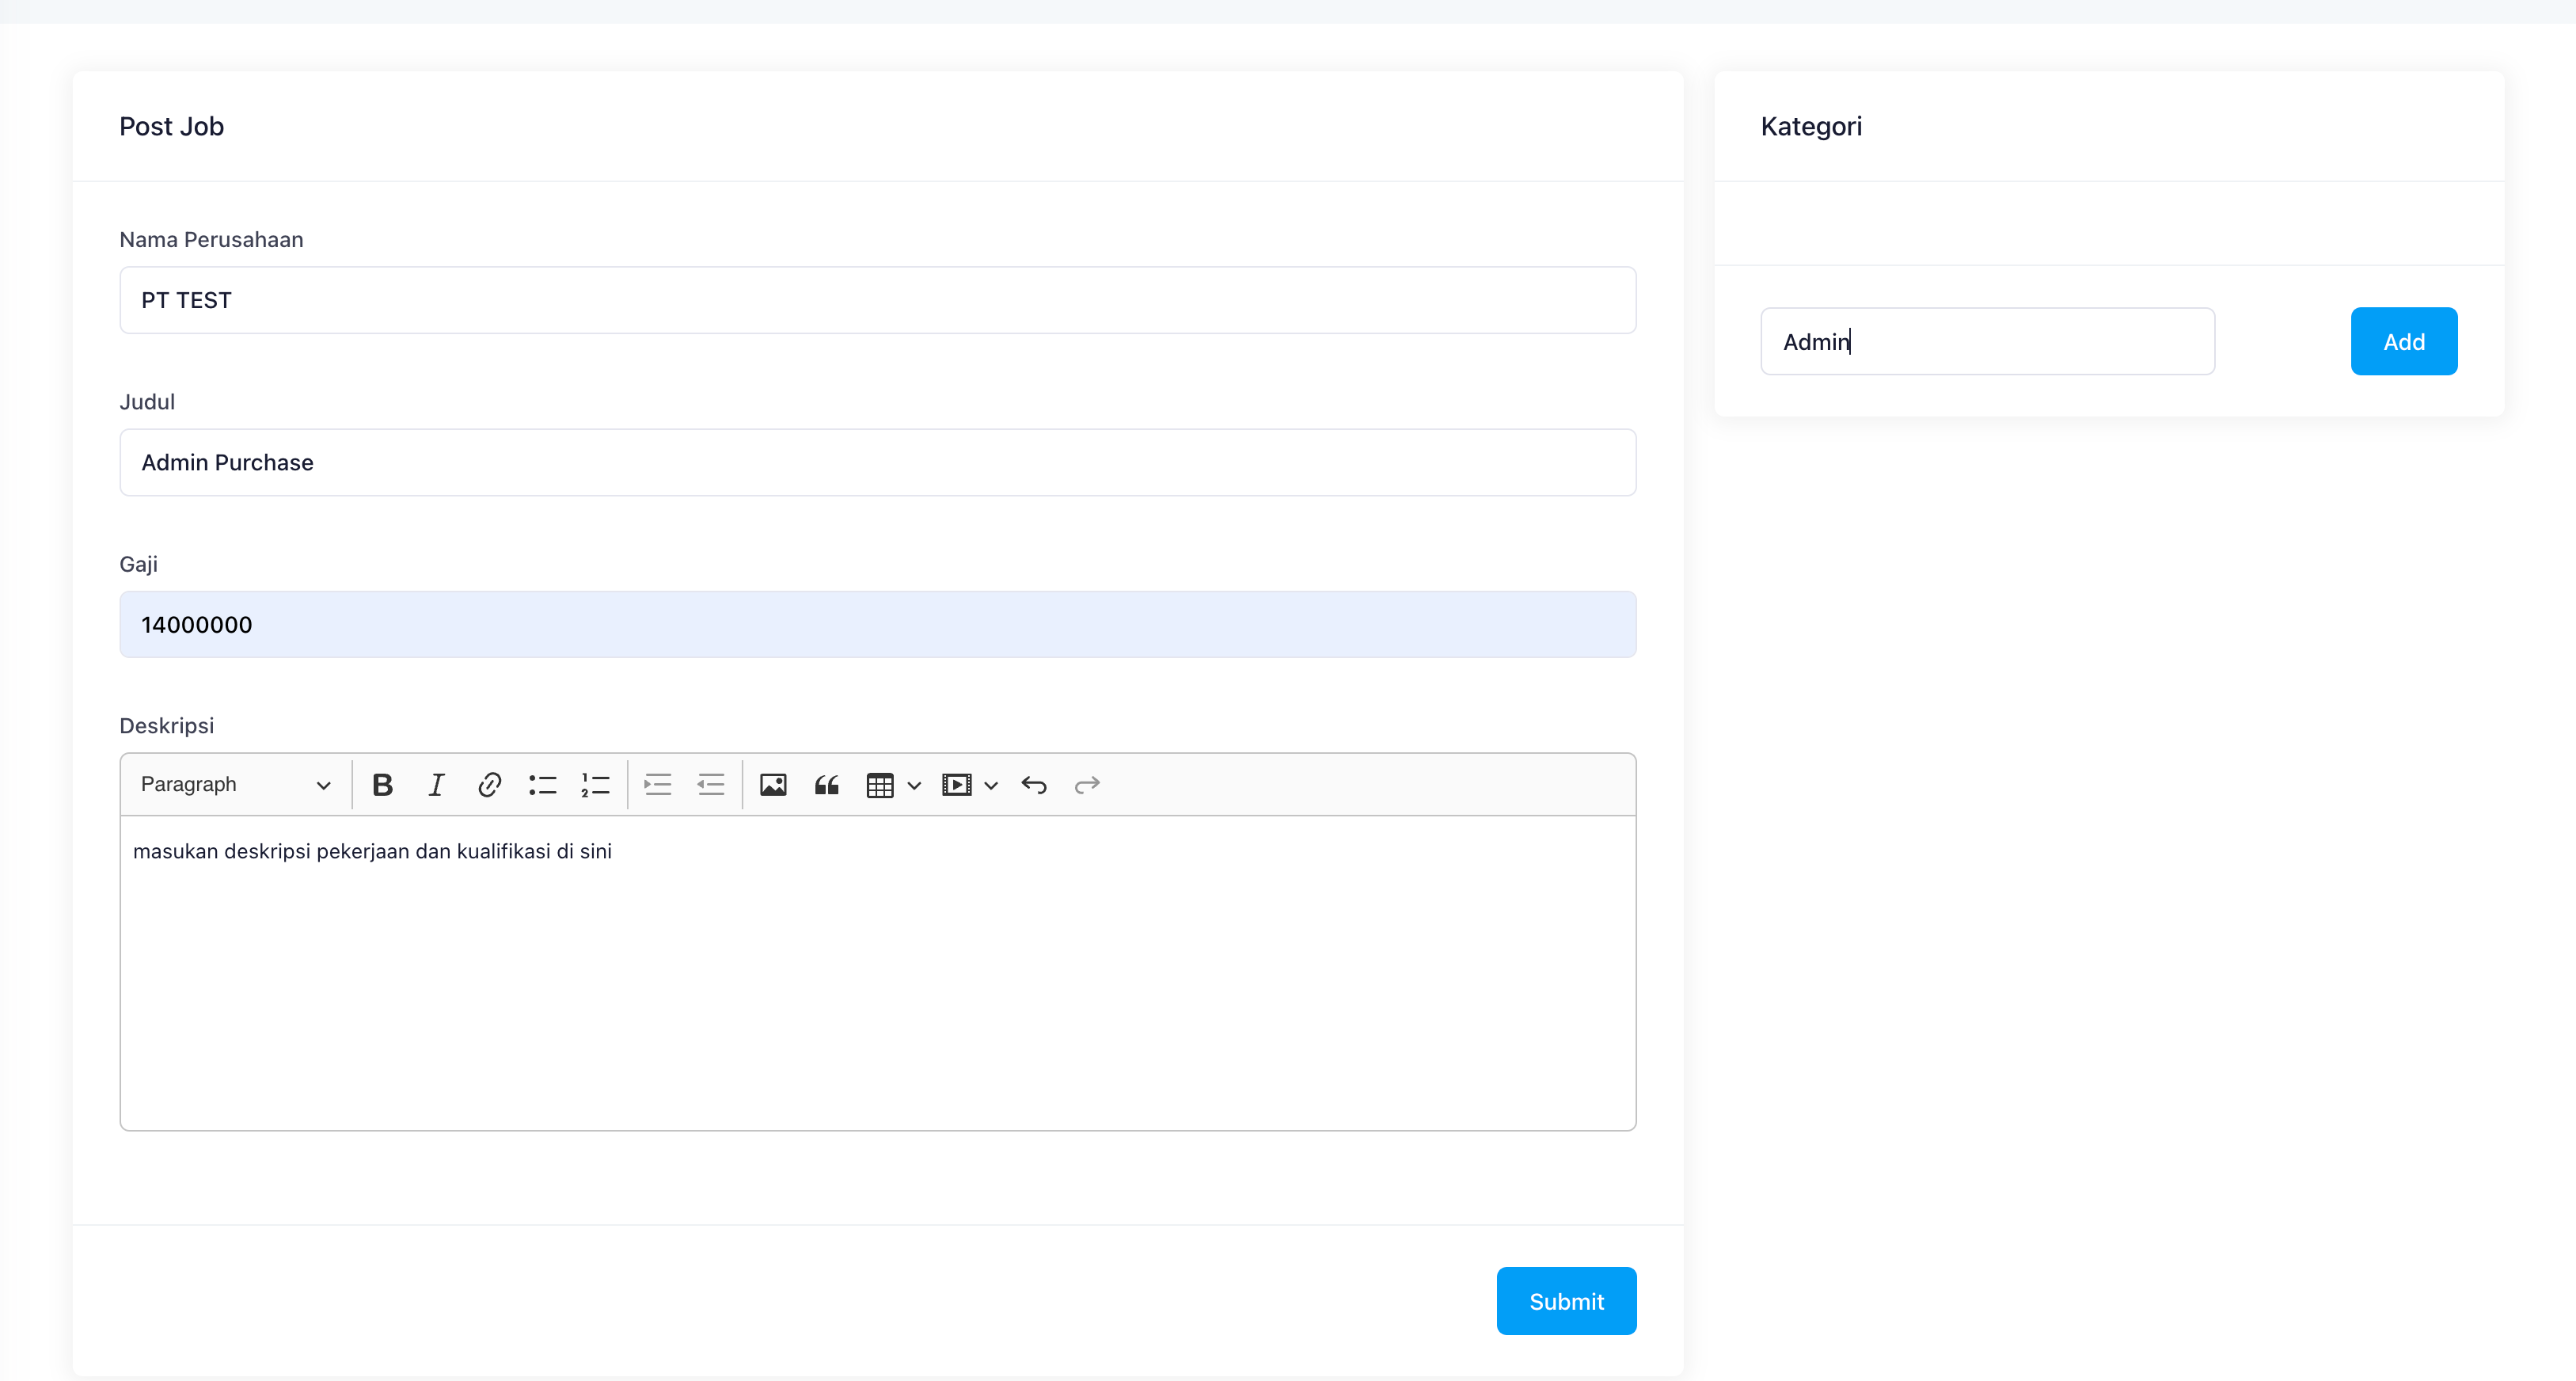 Post Job
Nama Perusahaan
PT TEST
Judul
Admin Purchase
Gaji
14000000
Deskripsi
Paragraph
masukan deskripsi pekerjaan dan kualifikasi di sini
Submit
Kategori
Admin
Add